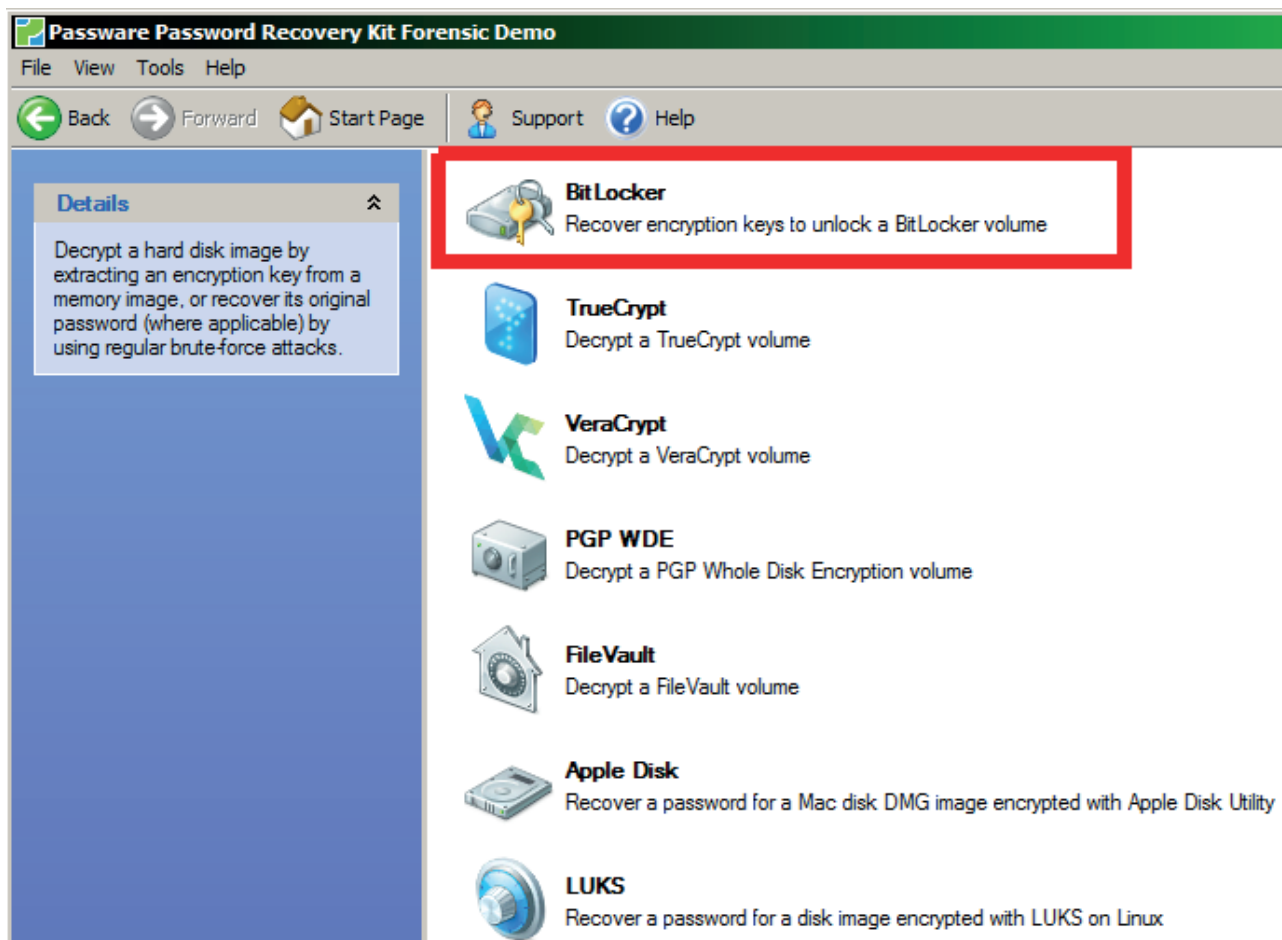 Passware Password Recovery Kit Forensic Demo
File View Tools Help
Back Forward Start Page Support Help
Details
Decrypt a hard disk image by
extracting an encryption key from a
memory image, or recover its original
password (where applicable) by
using regular brute-force attacks.
BitLocker
Recover encryption keys to unlock a BitLocker volume
TrueCrypt
Decrypt a TrueCrypt volume
VeraCrypt
Decrypt a VeraCrypt volume
PGP WDE
Decrypt a PGP Whole Disk Encryption volume
FileVault
Decrypt a FileVault volume
Apple Disk
Recover a password for a Mac disk DMG image encrypted with Apple Disk Utility
LUKS
Recover a password for a disk image encrypted with LUKS on Linux